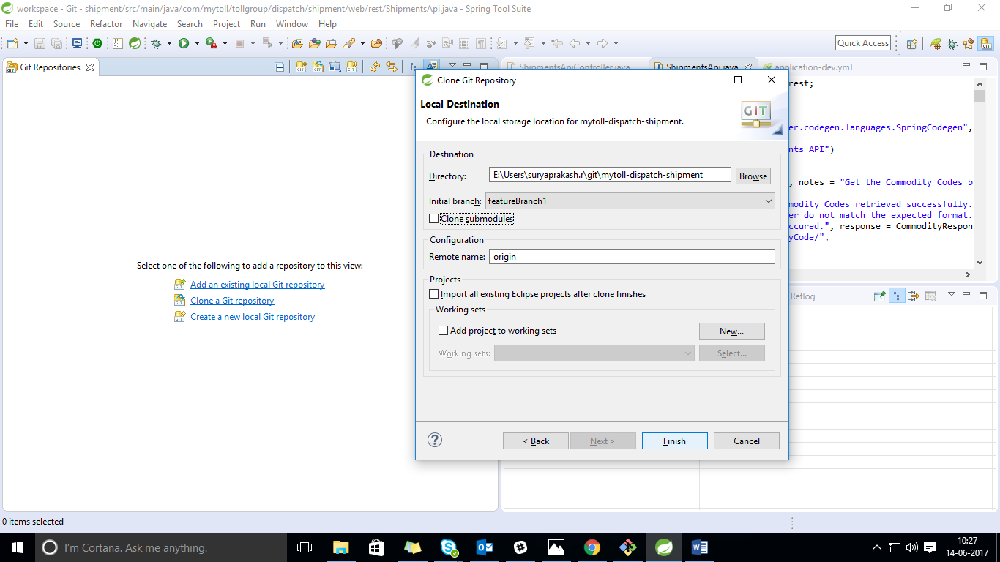 workspace - Git - shipment/src/main/java/com/mytoll/tollgroup/dispatch/shipment/web/rest/ShipmentsApi.java - Spring Tool Suite
File Edit Source Refactor Navigate Search Project Run Window Help
Quick Access
Git Repositories
ShipmentsApiController.java ShipmentsApi.java application-dev.yml
Select one of the following to add a repository to this view:
Add an existing local Git repository
Clone a Git repository
Create a new local Git repository
Clone Git Repository
Local Destination
Configure the local storage location for mytoll-dispatch-shipment.
GIT
Destination
Directory: E:\Users\suryaprakash.r\git\mytoll-dispatch-shipment Browse
Initial branch: featureBranch1
Clone submodules
Configuration
Remote name: origin
Projects
Import all existing Eclipse projects after clone finishes
Working sets
Add project to working sets New...
Working sets: Select...
< Back Next > Finish Cancel
rest;
er.codegen.languages.SpringCodegen",
nts API")
, notes = "Get the Commodity Codes b
modity Codes retrieved successfully.
er do not match the expected format.
ccured.", response = CommodityRespon
yCode/",
Reflog
0 items selected
I'm Cortana. Ask me anything.
10:27
14-06-2017